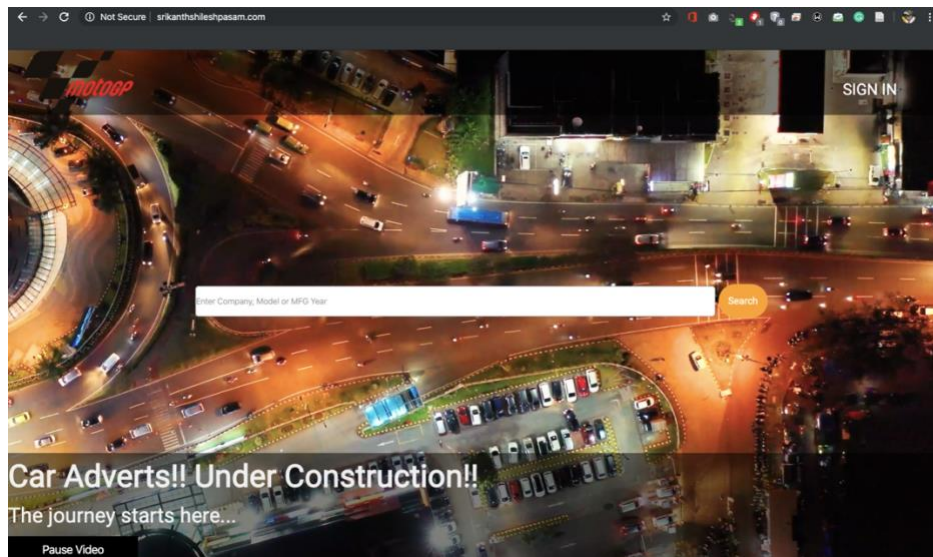 Not Secure srikanthshileshpasam.com
motoGP
SIGN IN
Enter Company, Model or MFG Year
Search
Car Adverts!! Under Construction!!
The journey starts here...
Pause Video